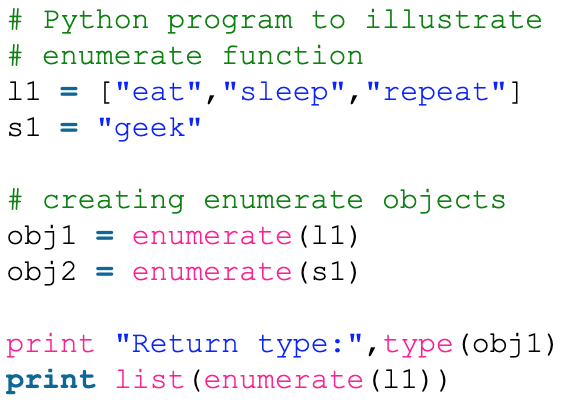 # Python program to illustrate
# enumerate function
l1 = ["eat","sleep","repeat"]
s1 = "geek"
# creating enumerate objects
obj1 = enumerate(l1)
obj2 = enumerate(s1)
print "Return type:",type(obj1)
print list(enumerate(l1))